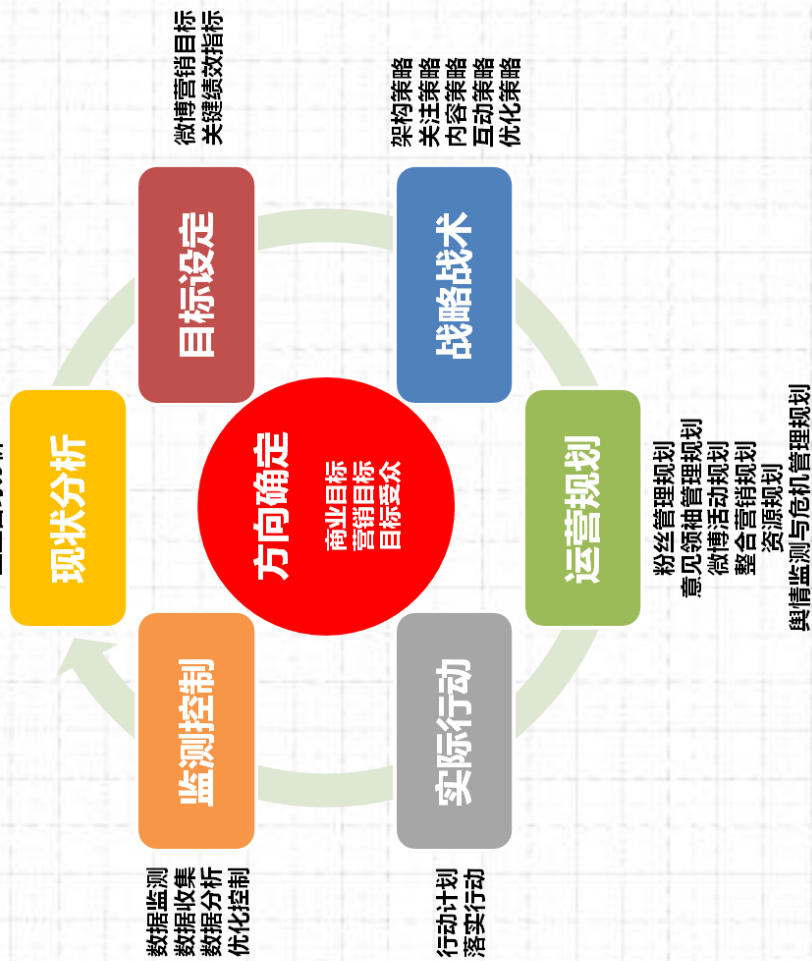 现状分析
目标设定
微博营销目标
关键绩效指标
战略战术
架构策略
关注策略
内容策略
互动策略
优化策略
运营规划
粉丝管理规划
意见领袖管理规划
微博活动规划
整合营销规划
资源规划
舆情监测与危机管理规划
实际行动
行动计划
落实行动
监测控制
数据监测
数据收集
数据分析
优化控制
方向确定
商业目标
营销目标
目标受众